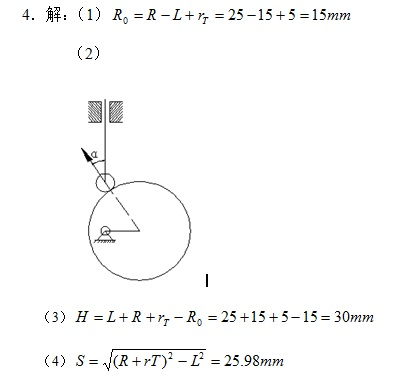 4. 解：（1）R₀ = R − L + r_T = 25 − 15 + 5 = 15mm
（2）
α
（3）H = L + R + r_T − R₀ = 25 + 15 + 5 − 15 = 30mm
（4）S = √((R + rT)² − L²) = 25.98mm